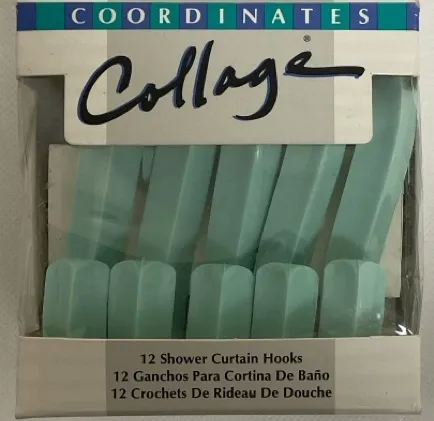 COORDINATES
Collage®
12 Shower Curtain Hooks
12 Ganchos Para Cortina De Baño
12 Crochets De Rideau De Douche